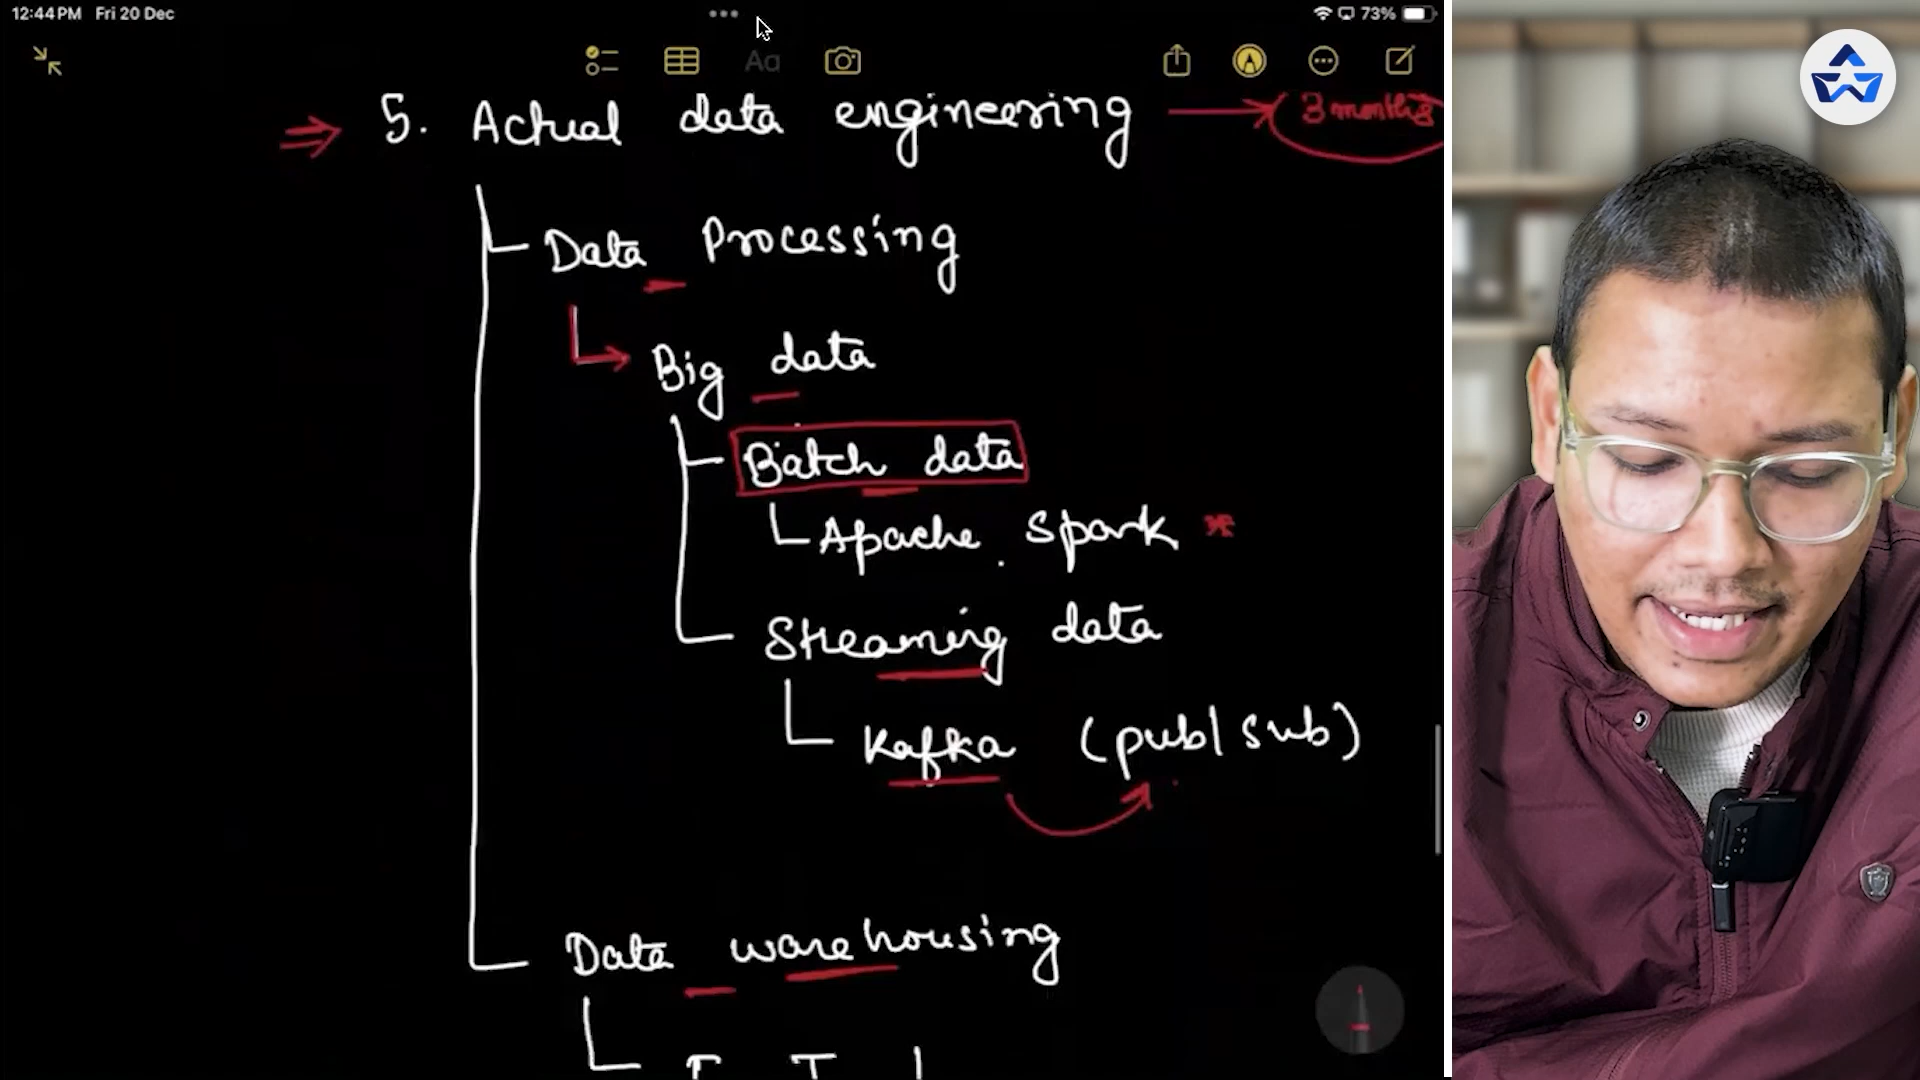 12:44 PM Fri 20 Dec
73%
Aa
5. Actual data engineering
3 months
Data Processing
Big data
Batch data
Apache Spark *
Streaming data
Kafka (pub/sub)
Data warehousing